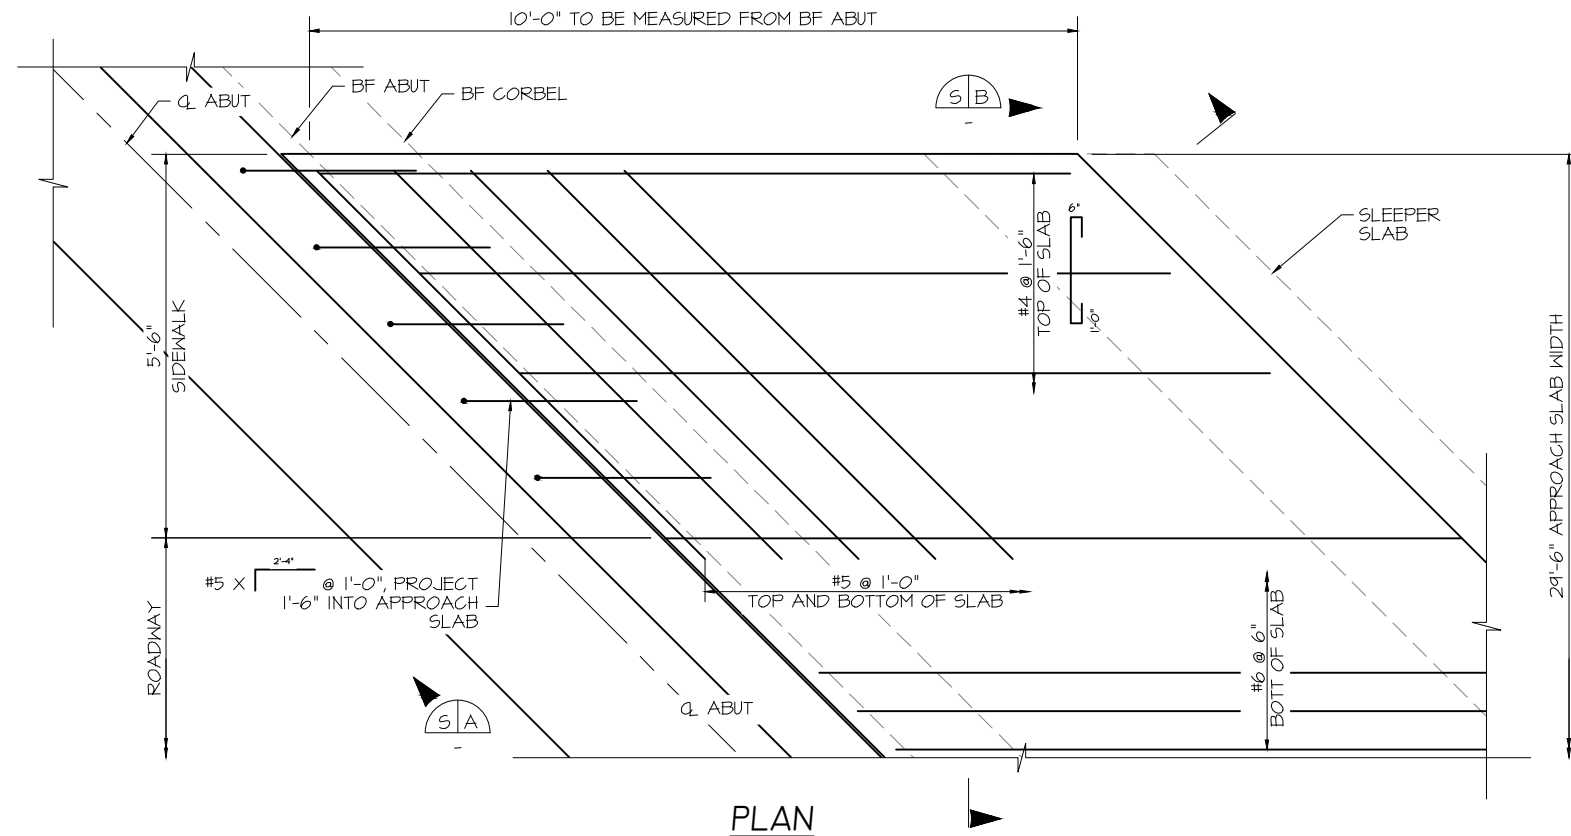 10'-0" TO BE MEASURED FROM BF ABUT
BF ABUT
BF CORBEL
℄ ABUT
S B
-
6"
SLEEPER
SLAB
#4 @ 1'-6"
TOP OF SLAB
1'-0"
5'-6"
SIDEWALK
29'-6" APPROACH SLAB WIDTH
2'-4"
#5 X @ 1'-0", PROJECT
1'-6" INTO APPROACH
SLAB
#5 @ 1'-0"
TOP AND BOTTOM OF SLAB
ROADWAY
#6 @ 6"
BOTT OF SLAB
S A
-
℄ ABUT
PLAN